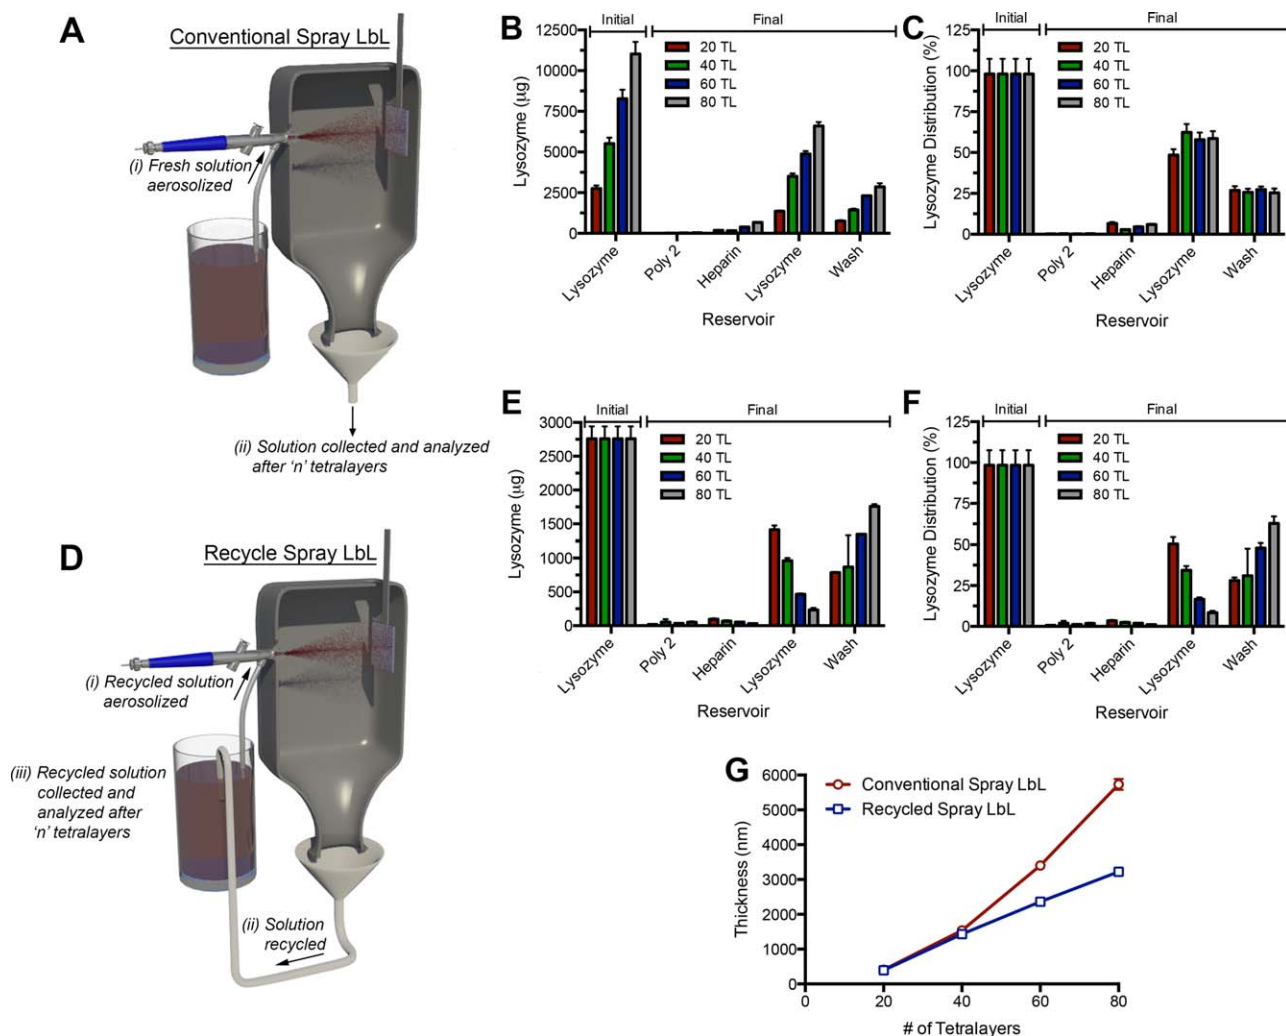 A
Conventional Spray LbL
(i) Fresh solution
aerosolized
(ii) Solution collected and analyzed
after ‘n’ tetralayers
B
Initial
Final
12500
10000
7500
5000
2500
0
Lysozyme (µg)
20 TL
40 TL
60 TL
80 TL
Lysozyme
Poly 2
Heparin
Lysozyme
Wash
Reservoir
C
Initial
Final
125
100
75
50
25
0
Lysozyme Distribution (%)
20 TL
40 TL
60 TL
80 TL
Lysozyme
Poly 2
Heparin
Lysozyme
Wash
Reservoir
D
Recycle Spray LbL
(i) Recycled solution
aerosolized
(iii) Recycled solution
collected and
analyzed after
‘n’ tetralayers
(ii) Solution
recycled
E
Initial
Final
3000
2500
2000
1500
1000
500
0
Lysozyme (µg)
20 TL
40 TL
60 TL
80 TL
Lysozyme
Poly 2
Heparin
Lysozyme
Wash
Reservoir
F
Initial
Final
125
100
75
50
25
0
Lysozyme Distribution (%)
20 TL
40 TL
60 TL
80 TL
Lysozyme
Poly 2
Heparin
Lysozyme
Wash
Reservoir
G
6000
5000
4000
3000
2000
1000
0
Thickness (nm)
Conventional Spray LbL
Recycled Spray LbL
0 20 40 60 80
# of Tetralayers